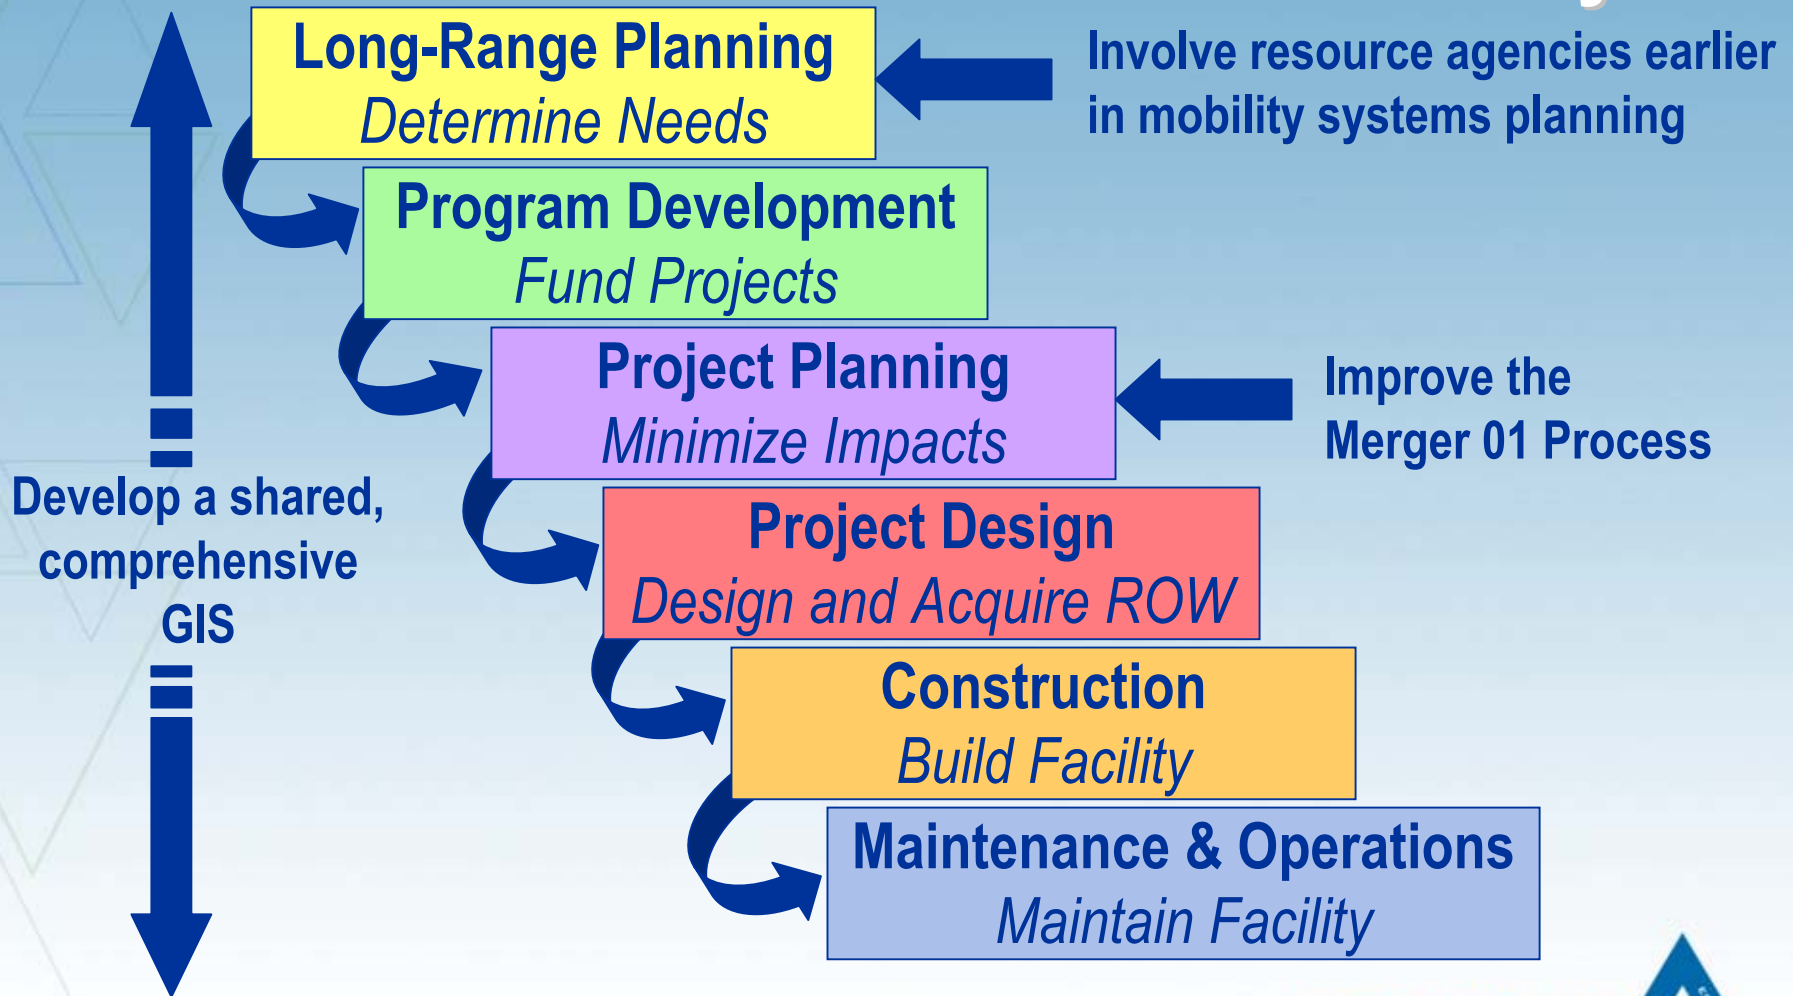 Long-Range Planning
Determine Needs
Involve resource agencies earlier
in mobility systems planning
Program Development
Fund Projects
Project Planning
Minimize Impacts
Improve the
Merger 01 Process
Develop a shared,
comprehensive
GIS
Project Design
Design and Acquire ROW
Construction
Build Facility
Maintenance & Operations
Maintain Facility